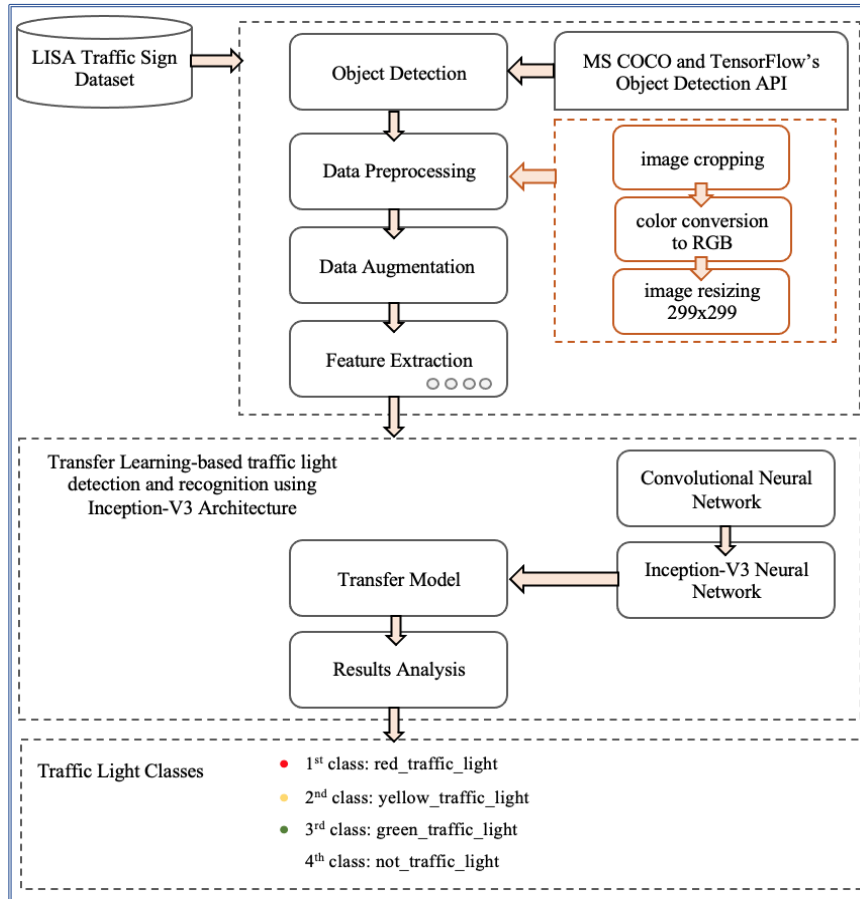 LISA Traffic Sign
Dataset
Object Detection
MS COCO and TensorFlow's
Object Detection API
Data Preprocessing
image cropping
color conversion
to RGB
image resizing
299x299
Data Augmentation
Feature Extraction
Transfer Learning-based traffic light
detection and recognition using
Inception-V3 Architecture
Convolutional Neural
Network
Inception-V3 Neural
Network
Transfer Model
Results Analysis
Traffic Light Classes
1st class: red_traffic_light
2nd class: yellow_traffic_light
3rd class: green_traffic_light
4th class: not_traffic_light